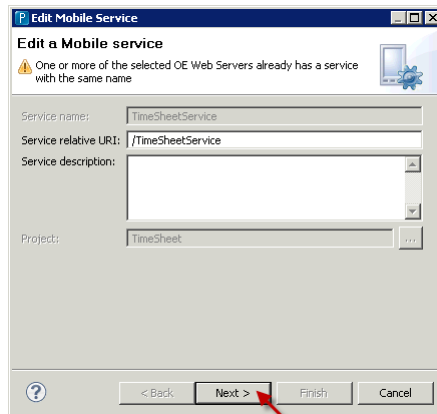 Edit Mobile Service
Edit a Mobile service
One or more of the selected OE Web Servers already has a service
with the same name
Service name: TimeSheetService
Service relative URI: /TimeSheetService
Service description:
Project: TimeSheet ...
? < Back Next > Finish Cancel